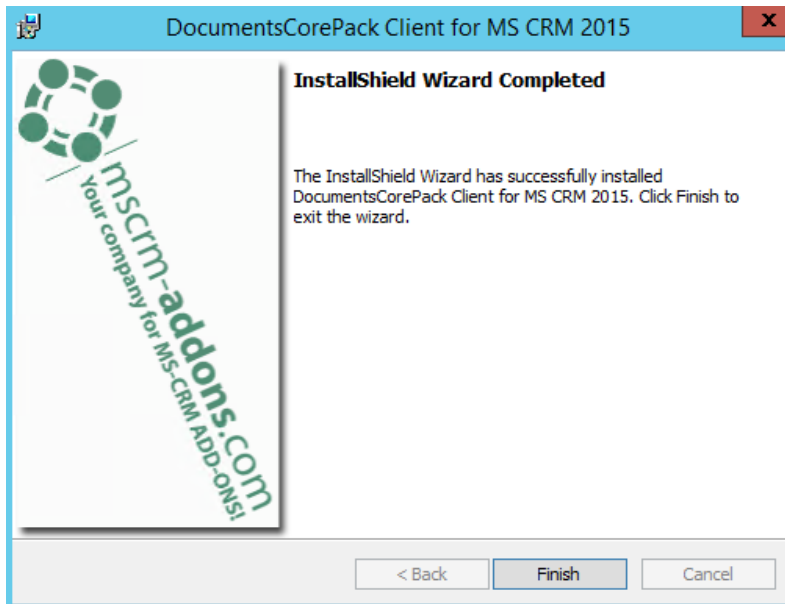 DocumentsCorePack Client for MS CRM 2015
x
InstallShield Wizard Completed
The InstallShield Wizard has successfully installed
DocumentsCorePack Client for MS CRM 2015. Click Finish to
exit the wizard.
mscrm-addons.com
Your company for MS-CRM ADD-ONS!
< Back
Finish
Cancel